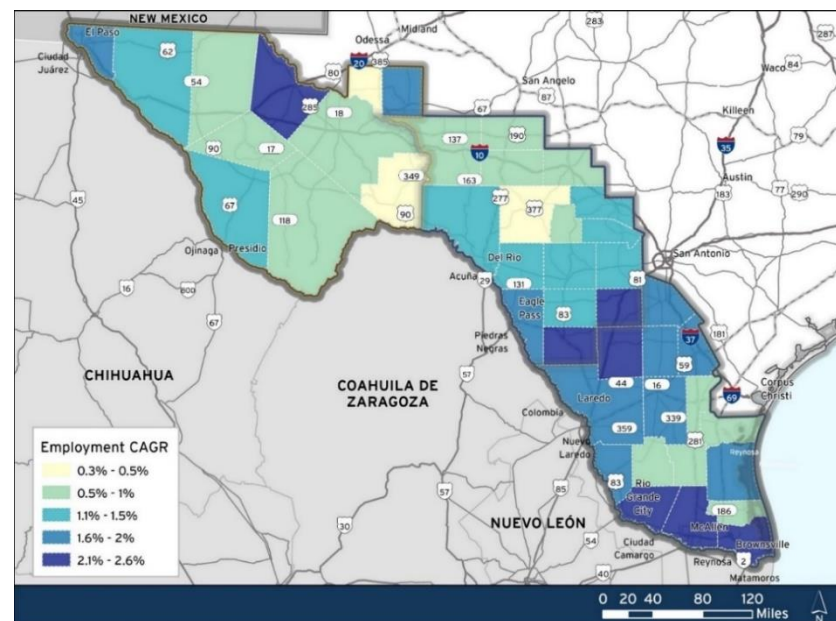 NEW MEXICO
El Paso
Ciudad
Juárez
Odessa
Midland
283
287
62
54
80
20
385
285
18
67
San Angelo
87
84
Waco
Killeen
190
137
10
35
79
90
17
349
163
Austin
183
77
290
45
67
118
277
377
90
Presidio
Ojinaga
San Antonio
Del Rio
Acuña
29
131
81
16
800
67
Eagle
Pass
83
Piedras
Negras
37
181
59
57
CHIHUAHUA
COAHUILA DE
ZARAGOZA
44
16
69
Corpus
Christi
Laredo
Colombia
359
339
281
Nuevo
Laredo
Reynosa
Employment CAGR
0.3% - 0.5%
0.5% - 1%
1.1% - 1.5%
1.6% - 2%
2.1% - 2.6%
83
Rio
Grande
City
85
57
186
McAllen
30
NUEVO LEÓN
54
Ciudad
Camargo
Brownsville
2
40
Reynosa
Matamoros
0 20 40 80 120
Miles
N